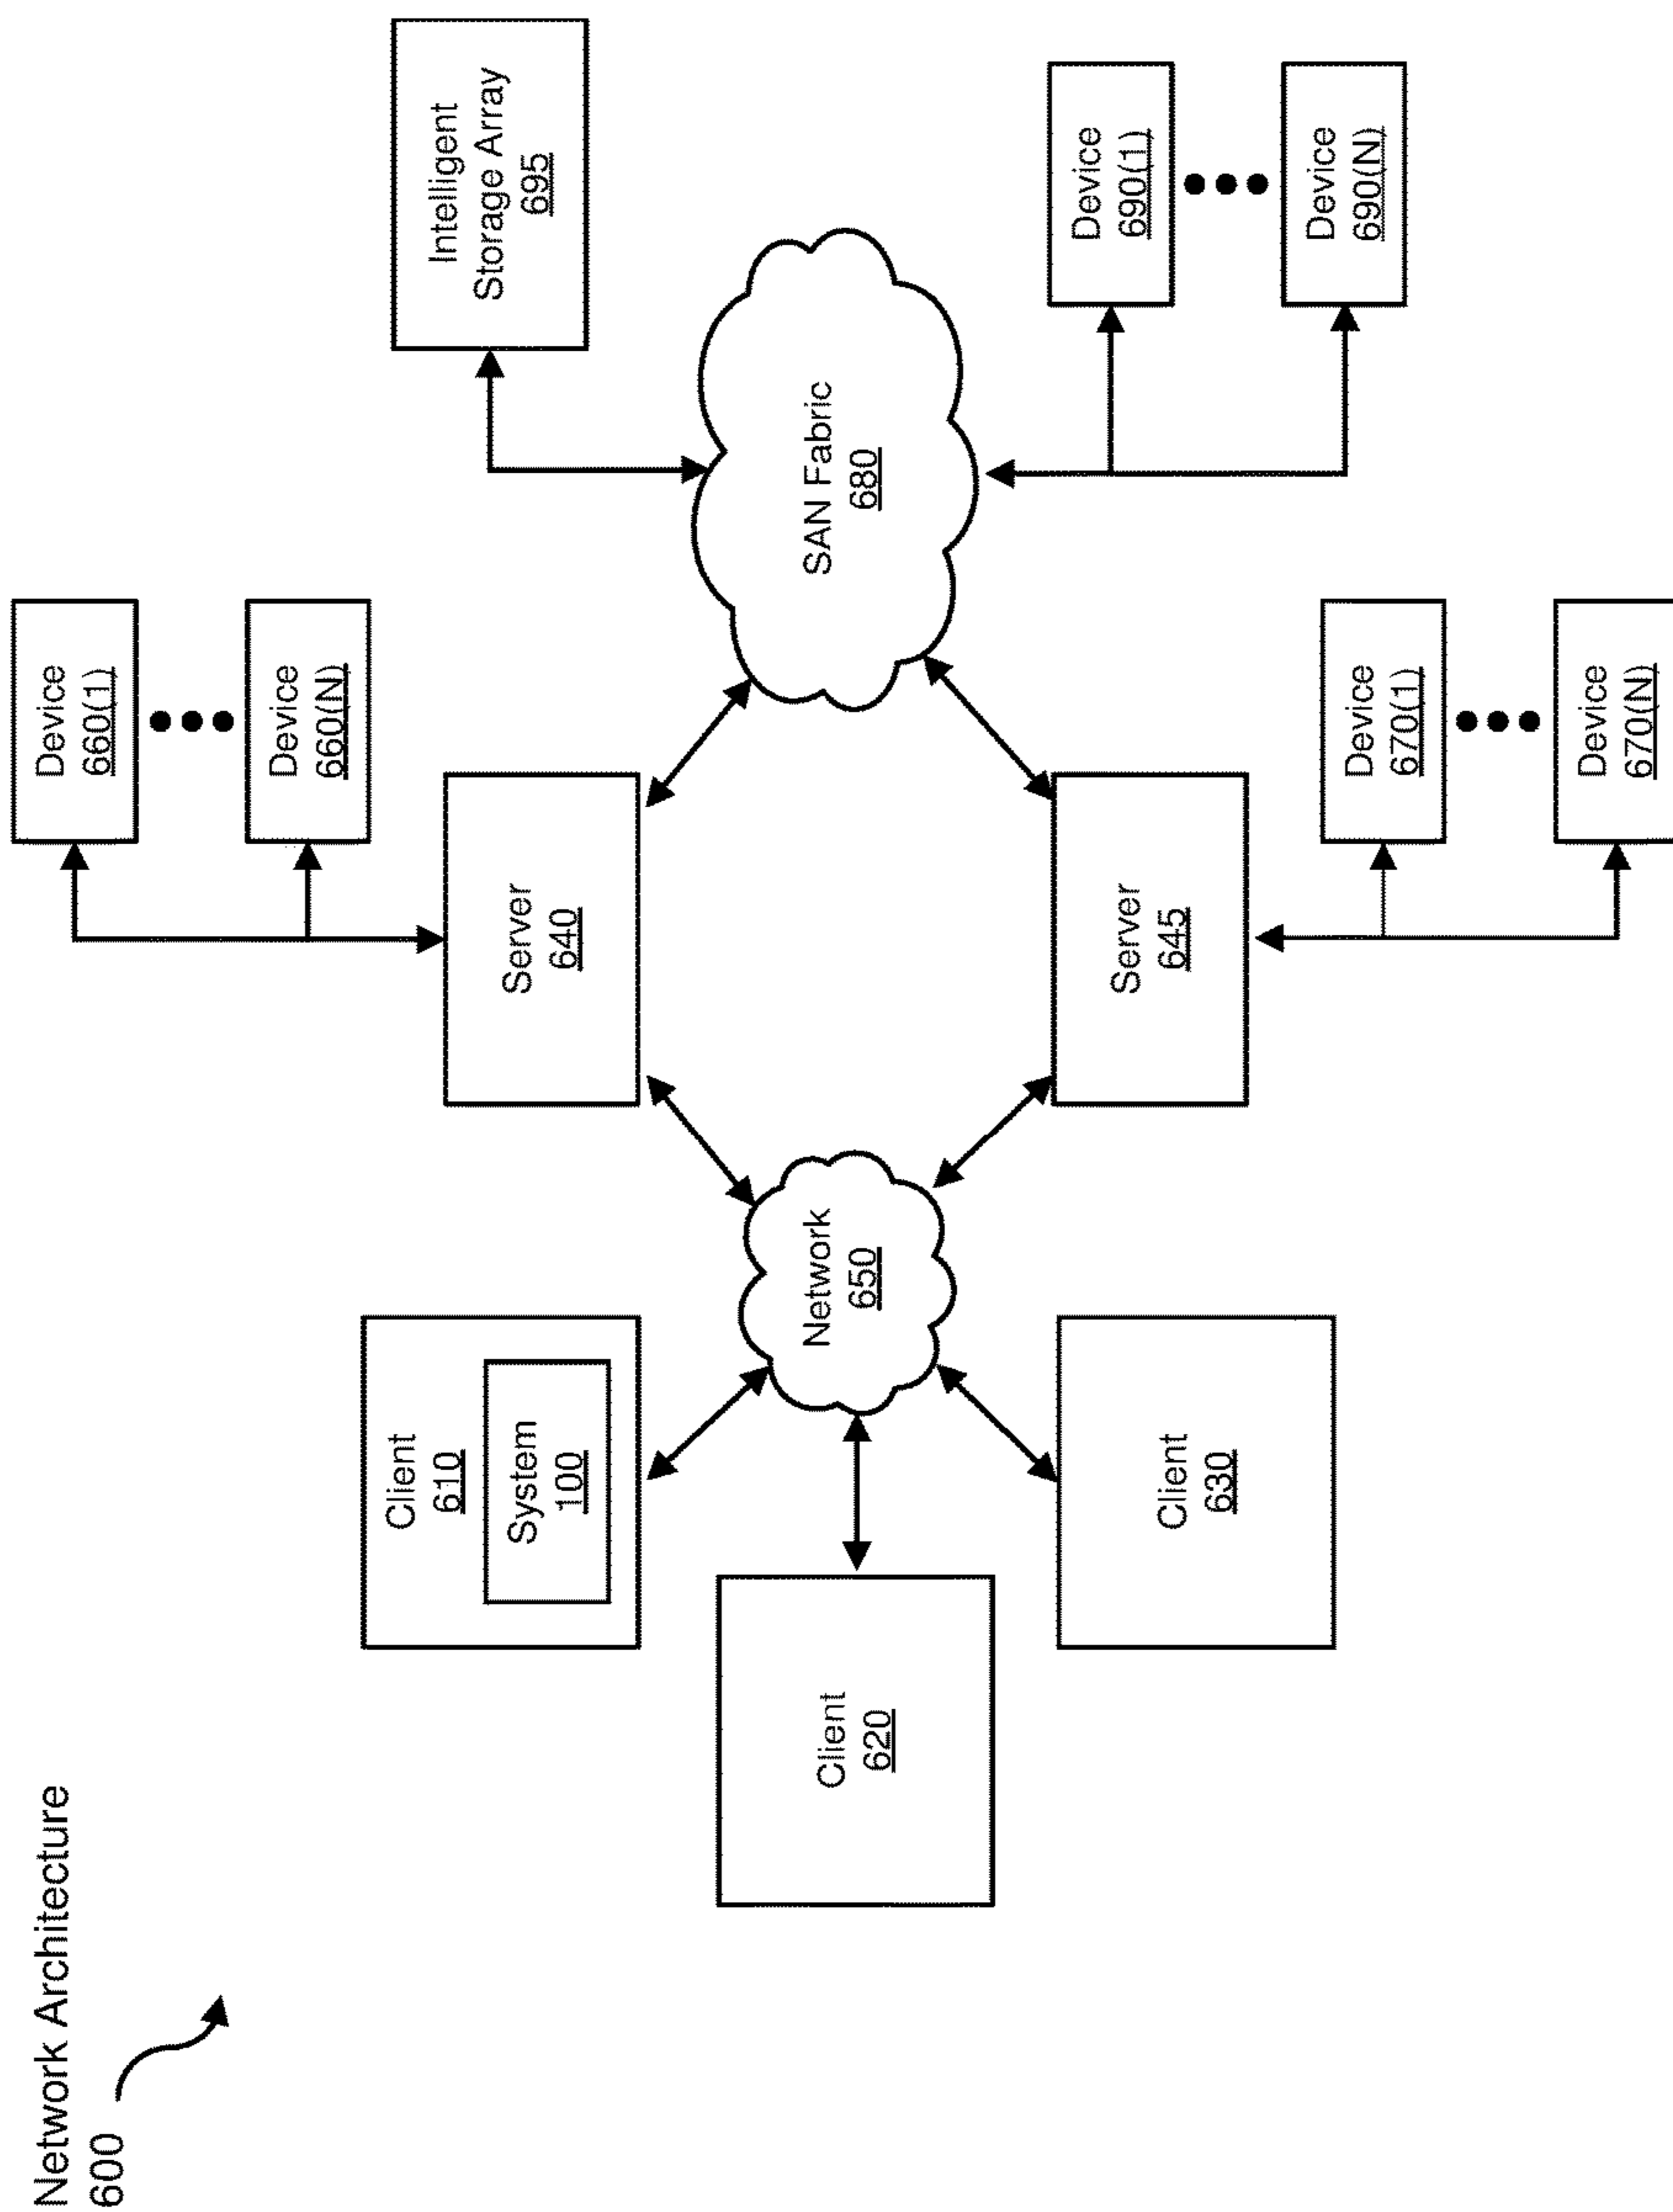 Network Architecture
600
Client
610
System
100
Client
620
Client
630
Network
650
Server
640
Server
645
Device
660(1)
Device
660(N)
Device
670(1)
Device
670(N)
SAN Fabric
680
Intelligent
Storage Array
695
Device
690(1)
Device
690(N)